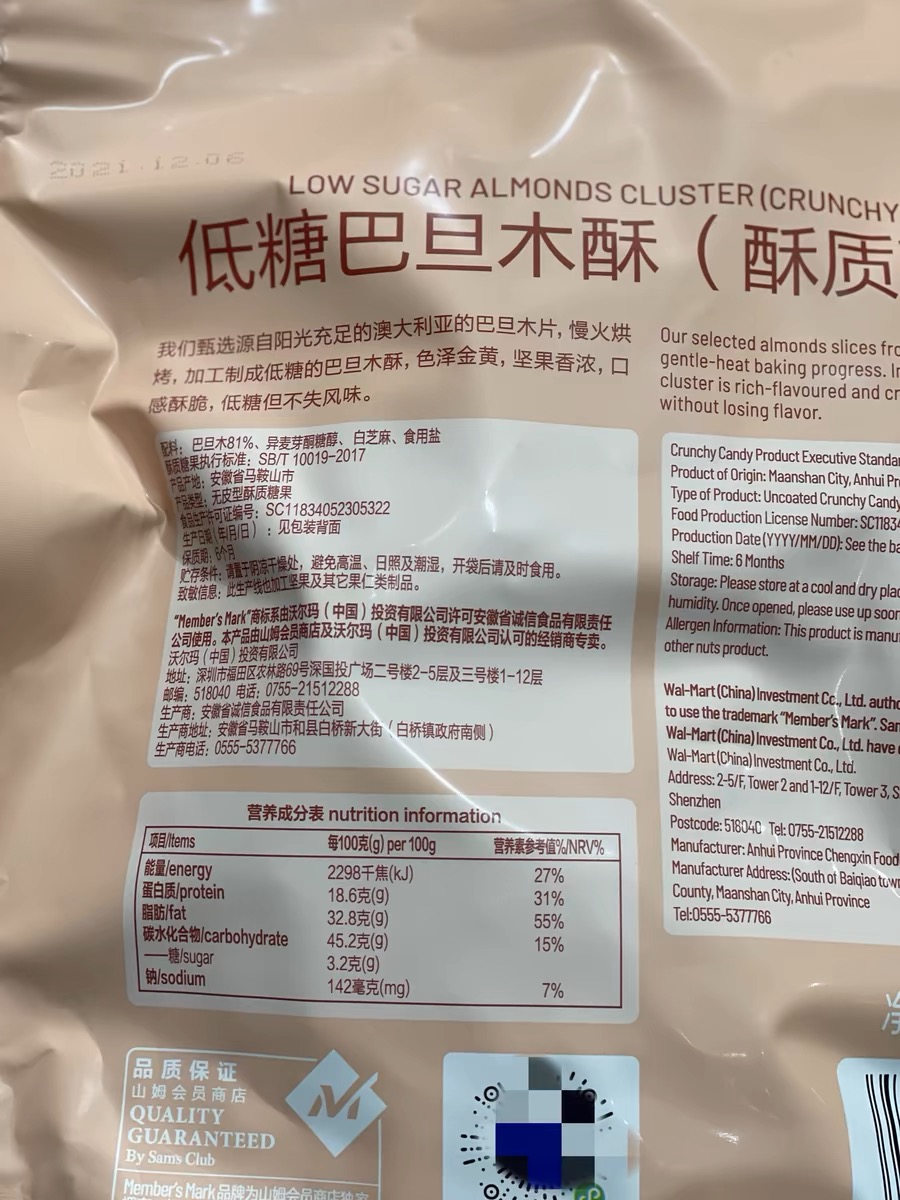 2021.12.06
LOW SUGAR ALMONDS CLUSTER (CRUNCHY
低糖巴旦木酥（酥质
我们甄选源自阳光充足的澳大利亚的巴旦木片, 慢火烘
烤, 加工制成低糖的巴旦木酥, 色泽金黄, 坚果香浓, 口
感酥脆, 低糖但不失风味。
配料：巴旦木81%、异麦芽酮糖醇、白芝麻、食用盐
酥质糖果执行标准：SB/T 10019-2017
产品产地：安徽省马鞍山市
产品类型：无皮型酥质糖果
食品生产许可证编号：SC11834052305322
生产日期（年/月/日）：见包装背面
保质期：6个月
贮存条件：请置于阴凉干燥处，避免高温、日照及潮湿，开袋后请及时食用。
致敏信息：此生产线也加工坚果及其它果仁类制品。
“Member's Mark”商标系由沃尔玛（中国）投资有限公司许可安徽省诚信食品有限责任
公司使用。本产品由山姆会员商店及沃尔玛（中国）投资有限公司认可的经销商专卖。
沃尔玛（中国）投资有限公司
地址：深圳市福田区农林路69号深国投广场二号楼2-5层及三号楼1-12层
邮编：518040 电话：0755-21512288
生产商：安徽省诚信食品有限责任公司
生产商地址：安徽省马鞍山市和县白桥新大街（白桥镇政府南侧）
生产商电话：0555-5377766
营养成分表 nutrition information
项目/Items 每100克(g) per 100g 营养素参考值%/NRV%
能量/energy 2298千焦(kJ) 27%
蛋白质/protein 18.6克(g) 31%
脂肪/fat 32.8克(g) 55%
碳水化合物/carbohydrate 45.2克(g) 15%
——糖/sugar 3.2克(g)
钠/sodium 142毫克(mg) 7%
品质保证
山姆会员商店
QUALITY
GUARANTEED
By Sam's Club
Member's Mark品牌为山姆会员商店独家
Our selected almonds slices fro
gentle-heat baking progress. In
cluster is rich-flavoured and cr
without losing flavor.
Crunchy Candy Product Executive Standar
Product of Origin: Maanshan City, Anhui Pr
Type of Product: Uncoated Crunchy Candy
Food Production License Number: SC11834
Production Date (YYYY/MM/DD): See the ba
Shelf Time: 6 Months
Storage: Please store at a cool and dry plac
humidity. Once opened, please use up soon
Allergen Information: This product is manuf
other nuts product.
Wal-Mart (China) Investment Co., Ltd. autho
to use the trademark “Member's Mark”. Sam
Wal-Mart (China) Investment Co., Ltd. have
Wal-Mart (China) Investment Co., Ltd.
Address: 2-5/F, Tower 2 and 1-12/F, Tower 3, S
Shenzhen
Postcode: 518040 Tel: 0755-21512288
Manufacturer: Anhui Province Chengxin Food
Manufacturer Address: (South of Baiqiao town
County, Maanshan City, Anhui Province
Tel:0555-5377766